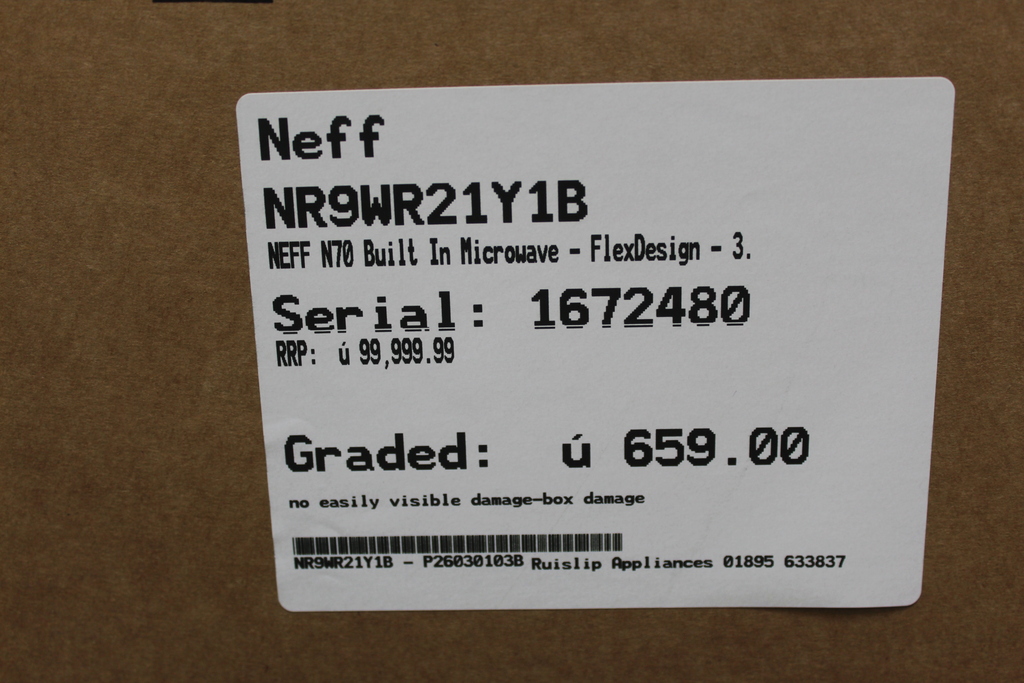 Neff
NR9WR21Y1B
NEFF N70 Built In Microwave - FlexDesign - 3.
Serial: 1672480
RRP: ú 99,999.99
Graded: ú 659.00
no easily visible damage-box damage
NR9WR21Y1B - P26030103B Ruislip Appliances 01895 633837